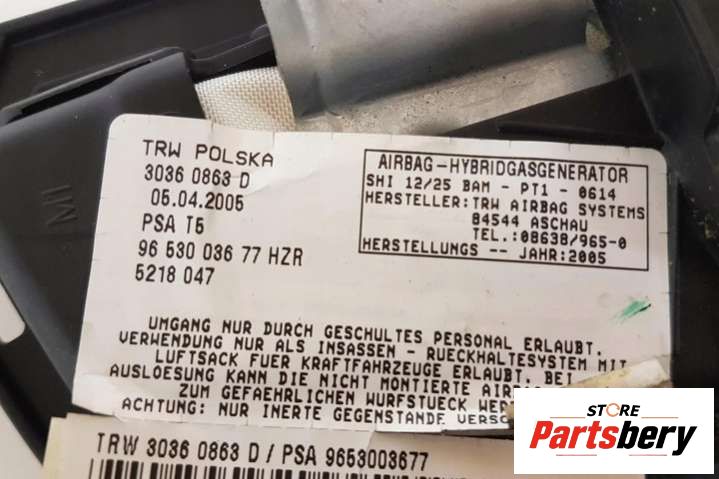 TRW POLSKA
3036 0863 D
05.04.2005
PSA T5
96 530 036 77 HZR
5218 047
AIRBAG-HYBRIDGASGENERATOR
SHI 12/25 BAM - PT1 - 0614
HERSTELLER:TRW AIRBAG SYSTEMS
84544 ASCHAU
TEL.:08638/965-0
HERSTELLUNGS -- JAHR:2005
UMGANG NUR DURCH GESCHULTES PERSONAL ERLAUBT.
VERWENDUNG NUR ALS INSASSEN - RUECKHALTESYSTEM MIT
LUFTSACK FUER KRAFTFAHRZEUGE ERLAUBT. BEI
AUSLOESUNG KANN DIE NICHT MONTIERTE
ZUM GEFAEHRLICHEN WURFSTUECK
ACHTUNG: NUR INERTE GEGENSTANDE
TRW 3036 0863 D / PSA 9653003677
IW
STORE
Partsbery